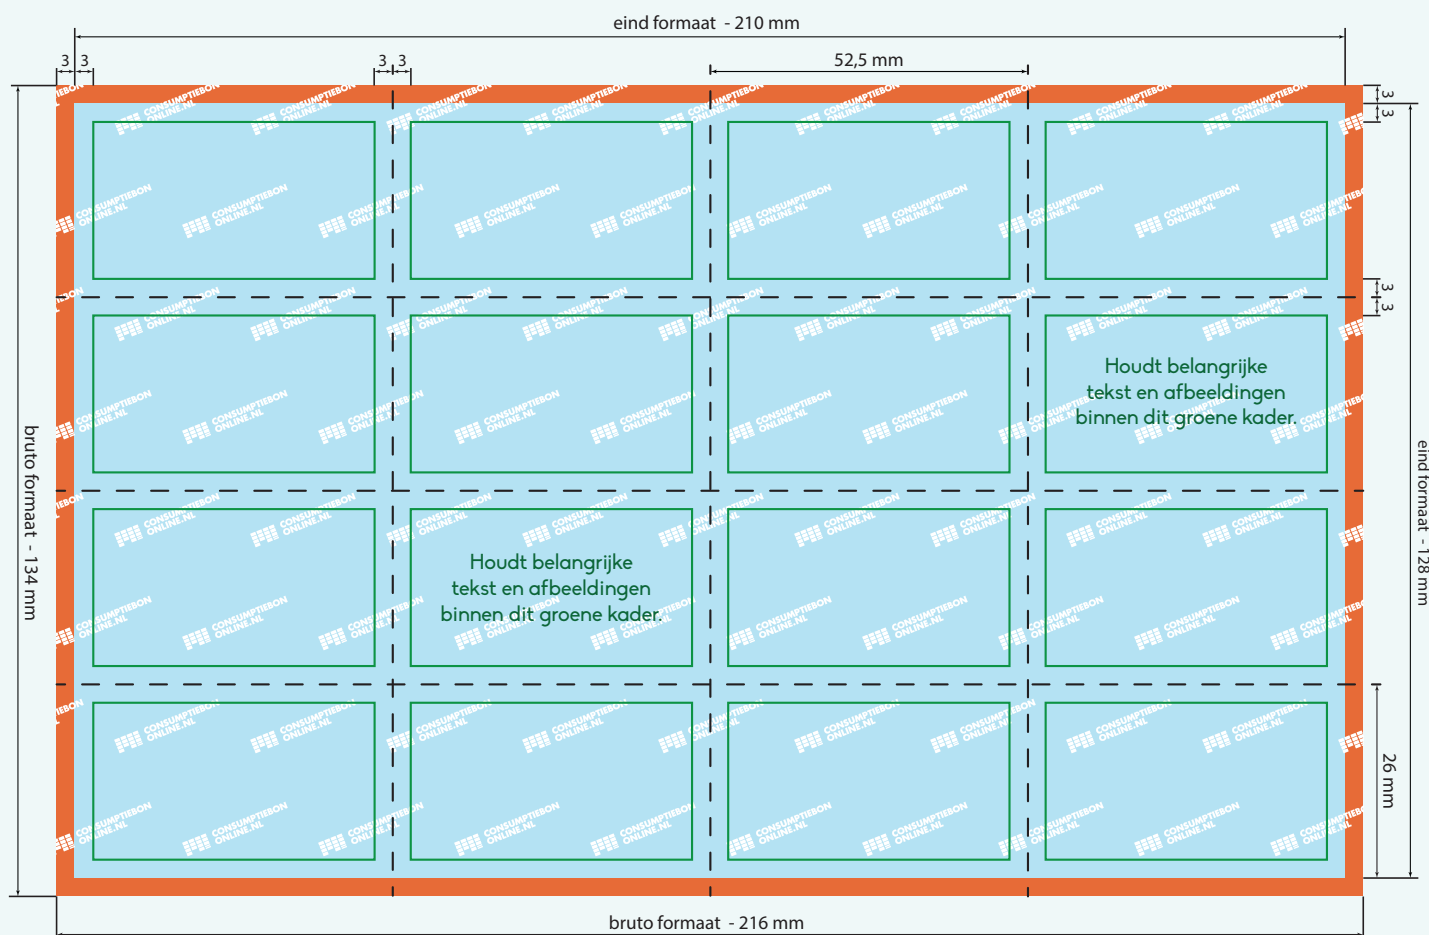 eind formaat - 210 mm
3 3
3 3
52,5 mm
3
3
CONSUMPTIEBON
ONLINE.NL
3
3
Houdt belangrijke
tekst en afbeeldingen
binnen dit groene kader.
bruto formaat - 134 mm
eind formaat - 128 mm
Houdt belangrijke
tekst en afbeeldingen
binnen dit groene kader.
26 mm
bruto formaat - 216 mm